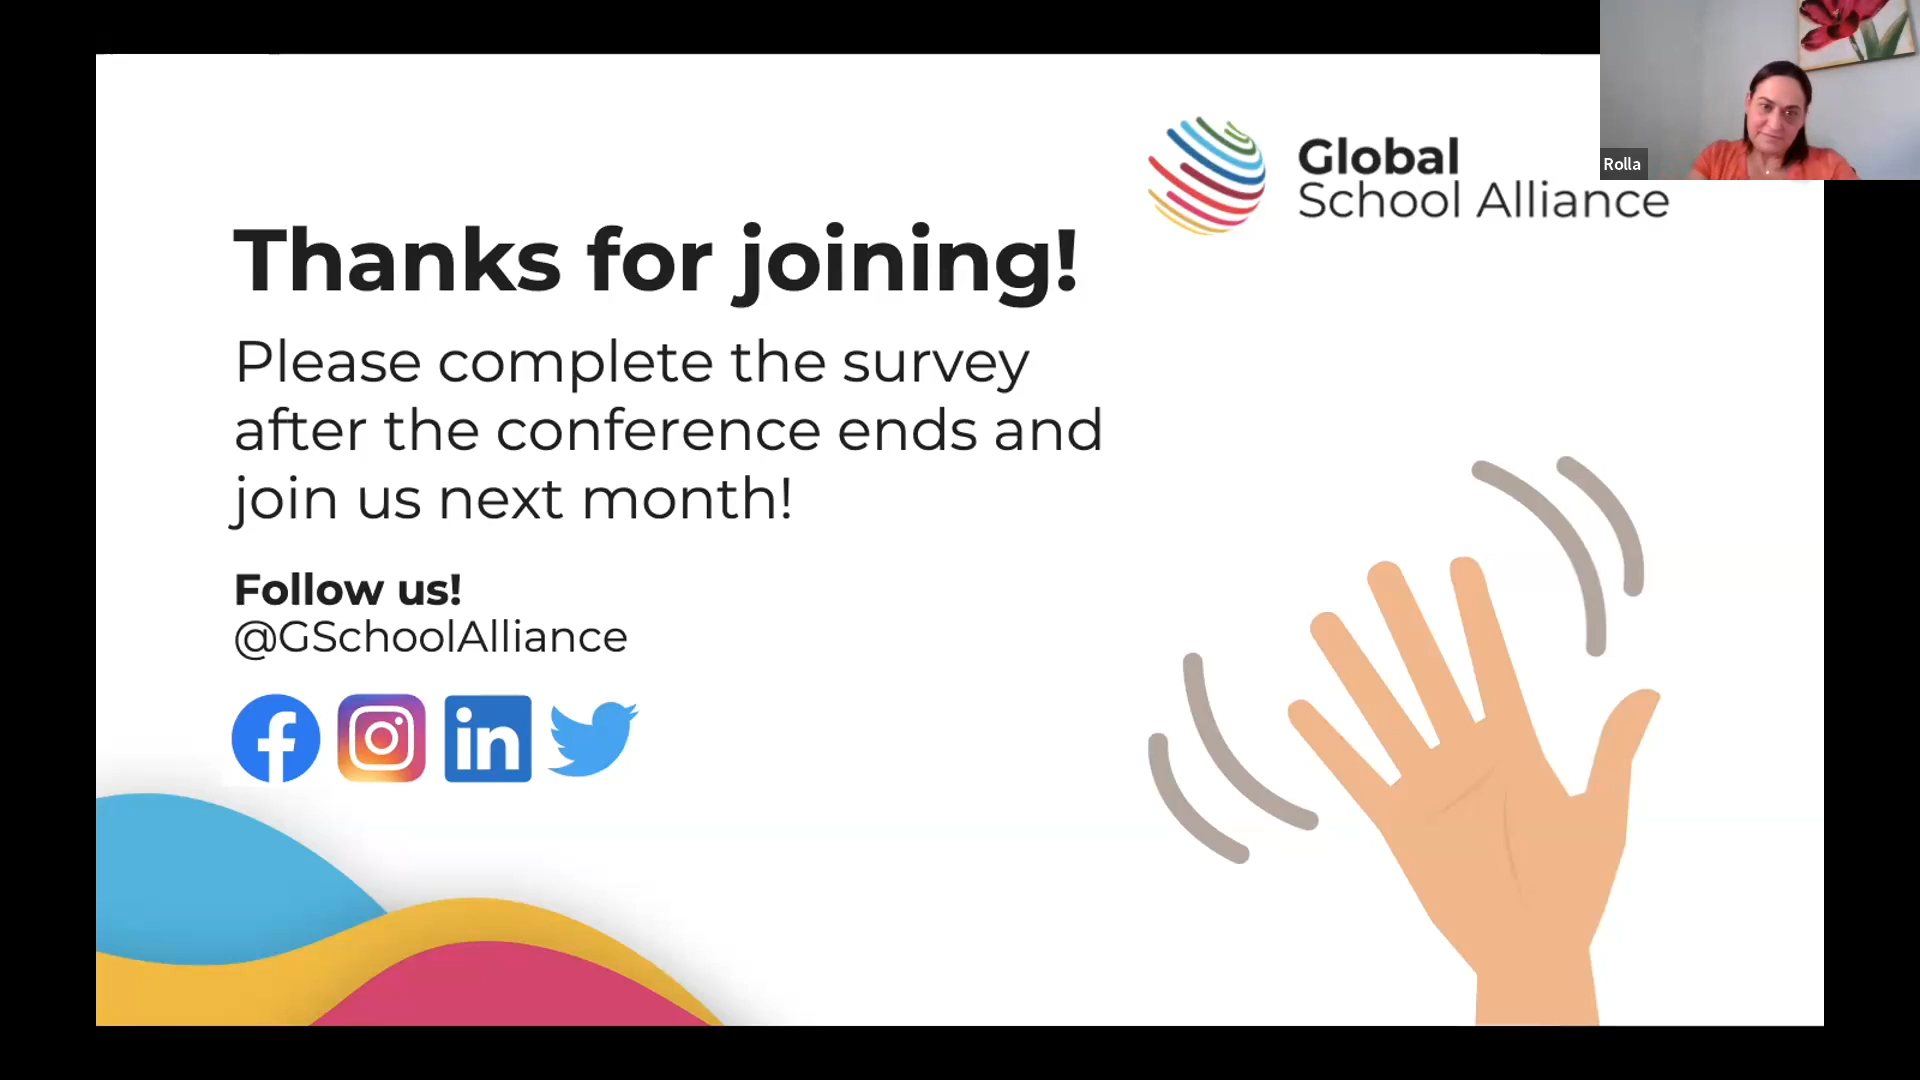 Global
School Alliance
Rolla
Thanks for joining!
Please complete the survey
after the conference ends and
join us next month!
Follow us!
@GSchoolAlliance
f
in